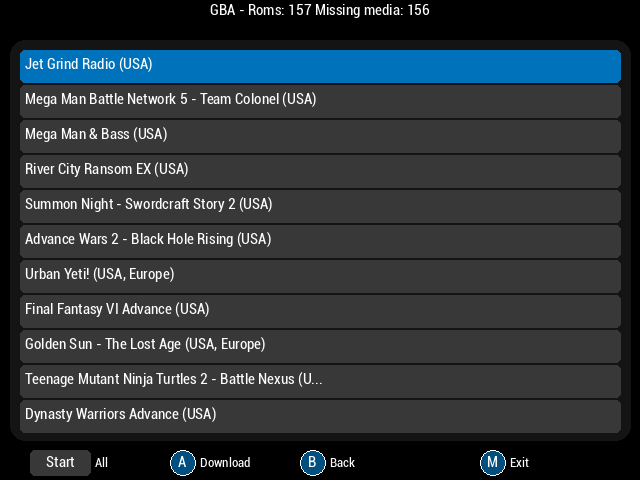 GBA - Roms: 157 Missing media: 156
Jet Grind Radio (USA)
Mega Man Battle Network 5 - Team Colonel (USA)
Mega Man & Bass (USA)
River City Ransom EX (USA)
Summon Night - Swordcraft Story 2 (USA)
Advance Wars 2 - Black Hole Rising (USA)
Urban Yeti! (USA, Europe)
Final Fantasy VI Advance (USA)
Golden Sun - The Lost Age (USA, Europe)
Teenage Mutant Ninja Turtles 2 - Battle Nexus (U...
Dynasty Warriors Advance (USA)
Start All A Download B Back M Exit